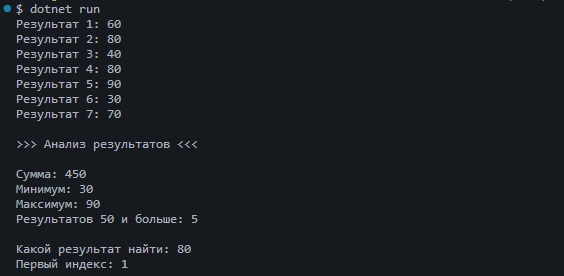 $ dotnet run
Результат 1: 60
Результат 2: 80
Результат 3: 40
Результат 4: 80
Результат 5: 90
Результат 6: 30
Результат 7: 70
>>> Анализ результатов <<<
Сумма: 450
Минимум: 30
Максимум: 90
Результатов 50 и больше: 5
Какой результат найти: 80
Первый индекс: 1